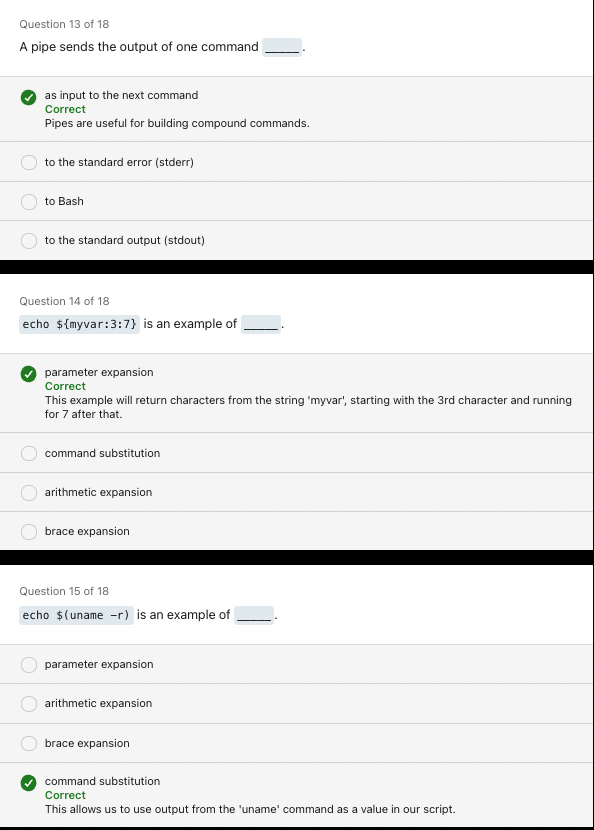 Question 13 of 18
A pipe sends the output of one command _____.
as input to the next command
Correct
Pipes are useful for building compound commands.
to the standard error (stderr)
to Bash
to the standard output (stdout)
Question 14 of 18
echo ${myvar:3:7} is an example of _____.
parameter expansion
Correct
This example will return characters from the string 'myvar', starting with the 3rd character and running
for 7 after that.
command substitution
arithmetic expansion
brace expansion
Question 15 of 18
echo $(uname -r) is an example of _____.
parameter expansion
arithmetic expansion
brace expansion
command substitution
Correct
This allows us to use output from the 'uname' command as a value in our script.